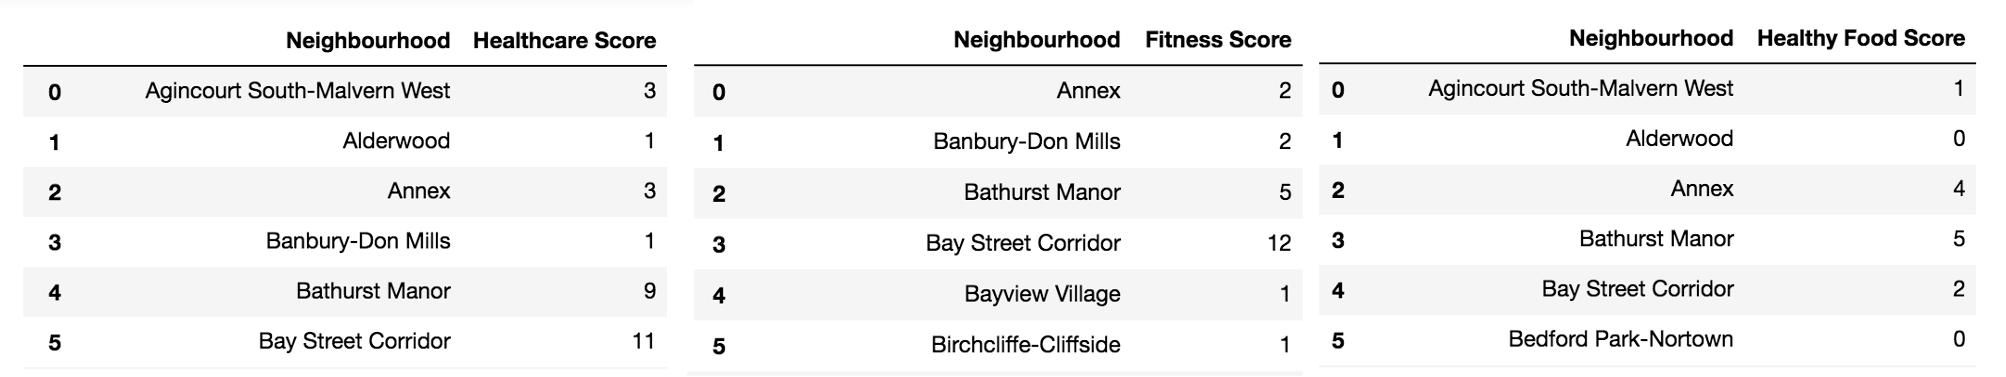 Neighbourhood Healthcare Score
0 Agincourt South-Malvern West 3
1 Alderwood 1
2 Annex 3
3 Banbury-Don Mills 1
4 Bathurst Manor 9
5 Bay Street Corridor 11
Neighbourhood Fitness Score
0 Annex 2
1 Banbury-Don Mills 2
2 Bathurst Manor 5
3 Bay Street Corridor 12
4 Bayview Village 1
5 Birchcliffe-Cliffside 1
Neighbourhood Healthy Food Score
0 Agincourt South-Malvern West 1
1 Alderwood 0
2 Annex 4
3 Bathurst Manor 5
4 Bay Street Corridor 2
5 Bedford Park-Nortown 0